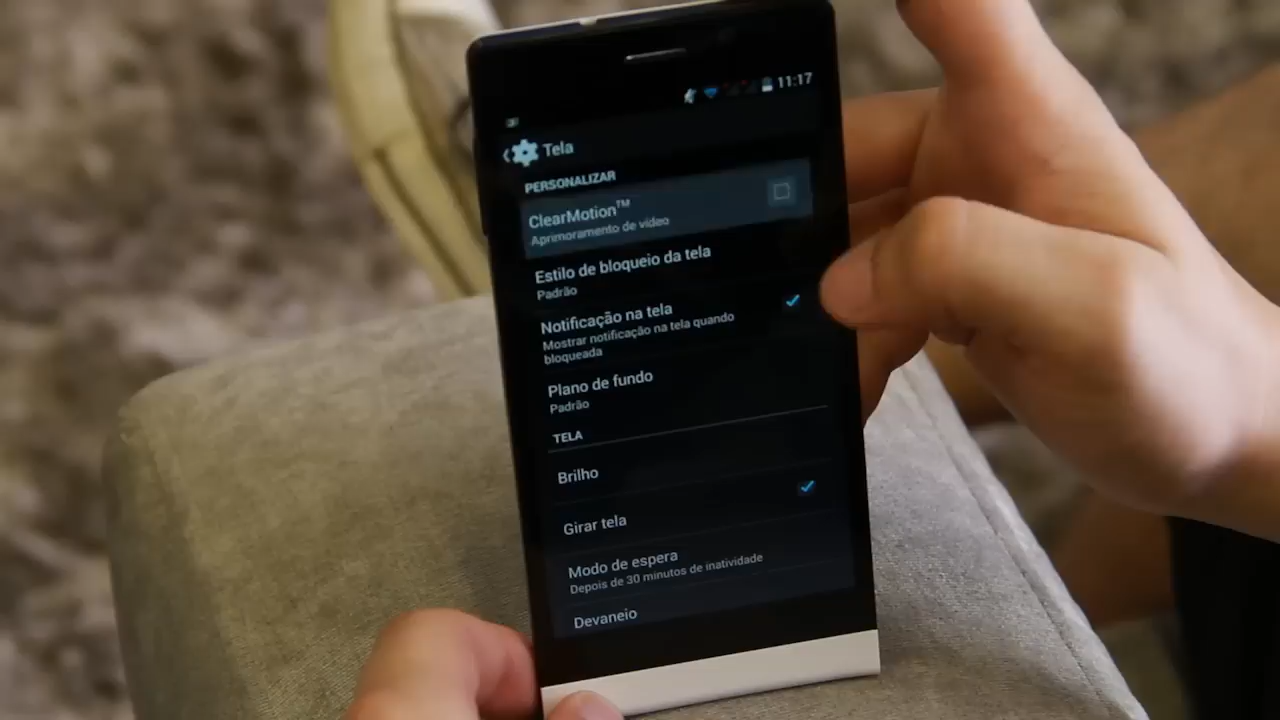 11:17
Tela
PERSONALIZAR
ClearMotion™
Aprimoramento de vídeo
Estilo de bloqueio da tela
Padrão
Notificação na tela
Mostrar notificação na tela quando
bloqueada
Plano de fundo
Padrão
TELA
Brilho
Girar tela
Modo de espera
Depois de 30 minutos de inatividade
Devaneio